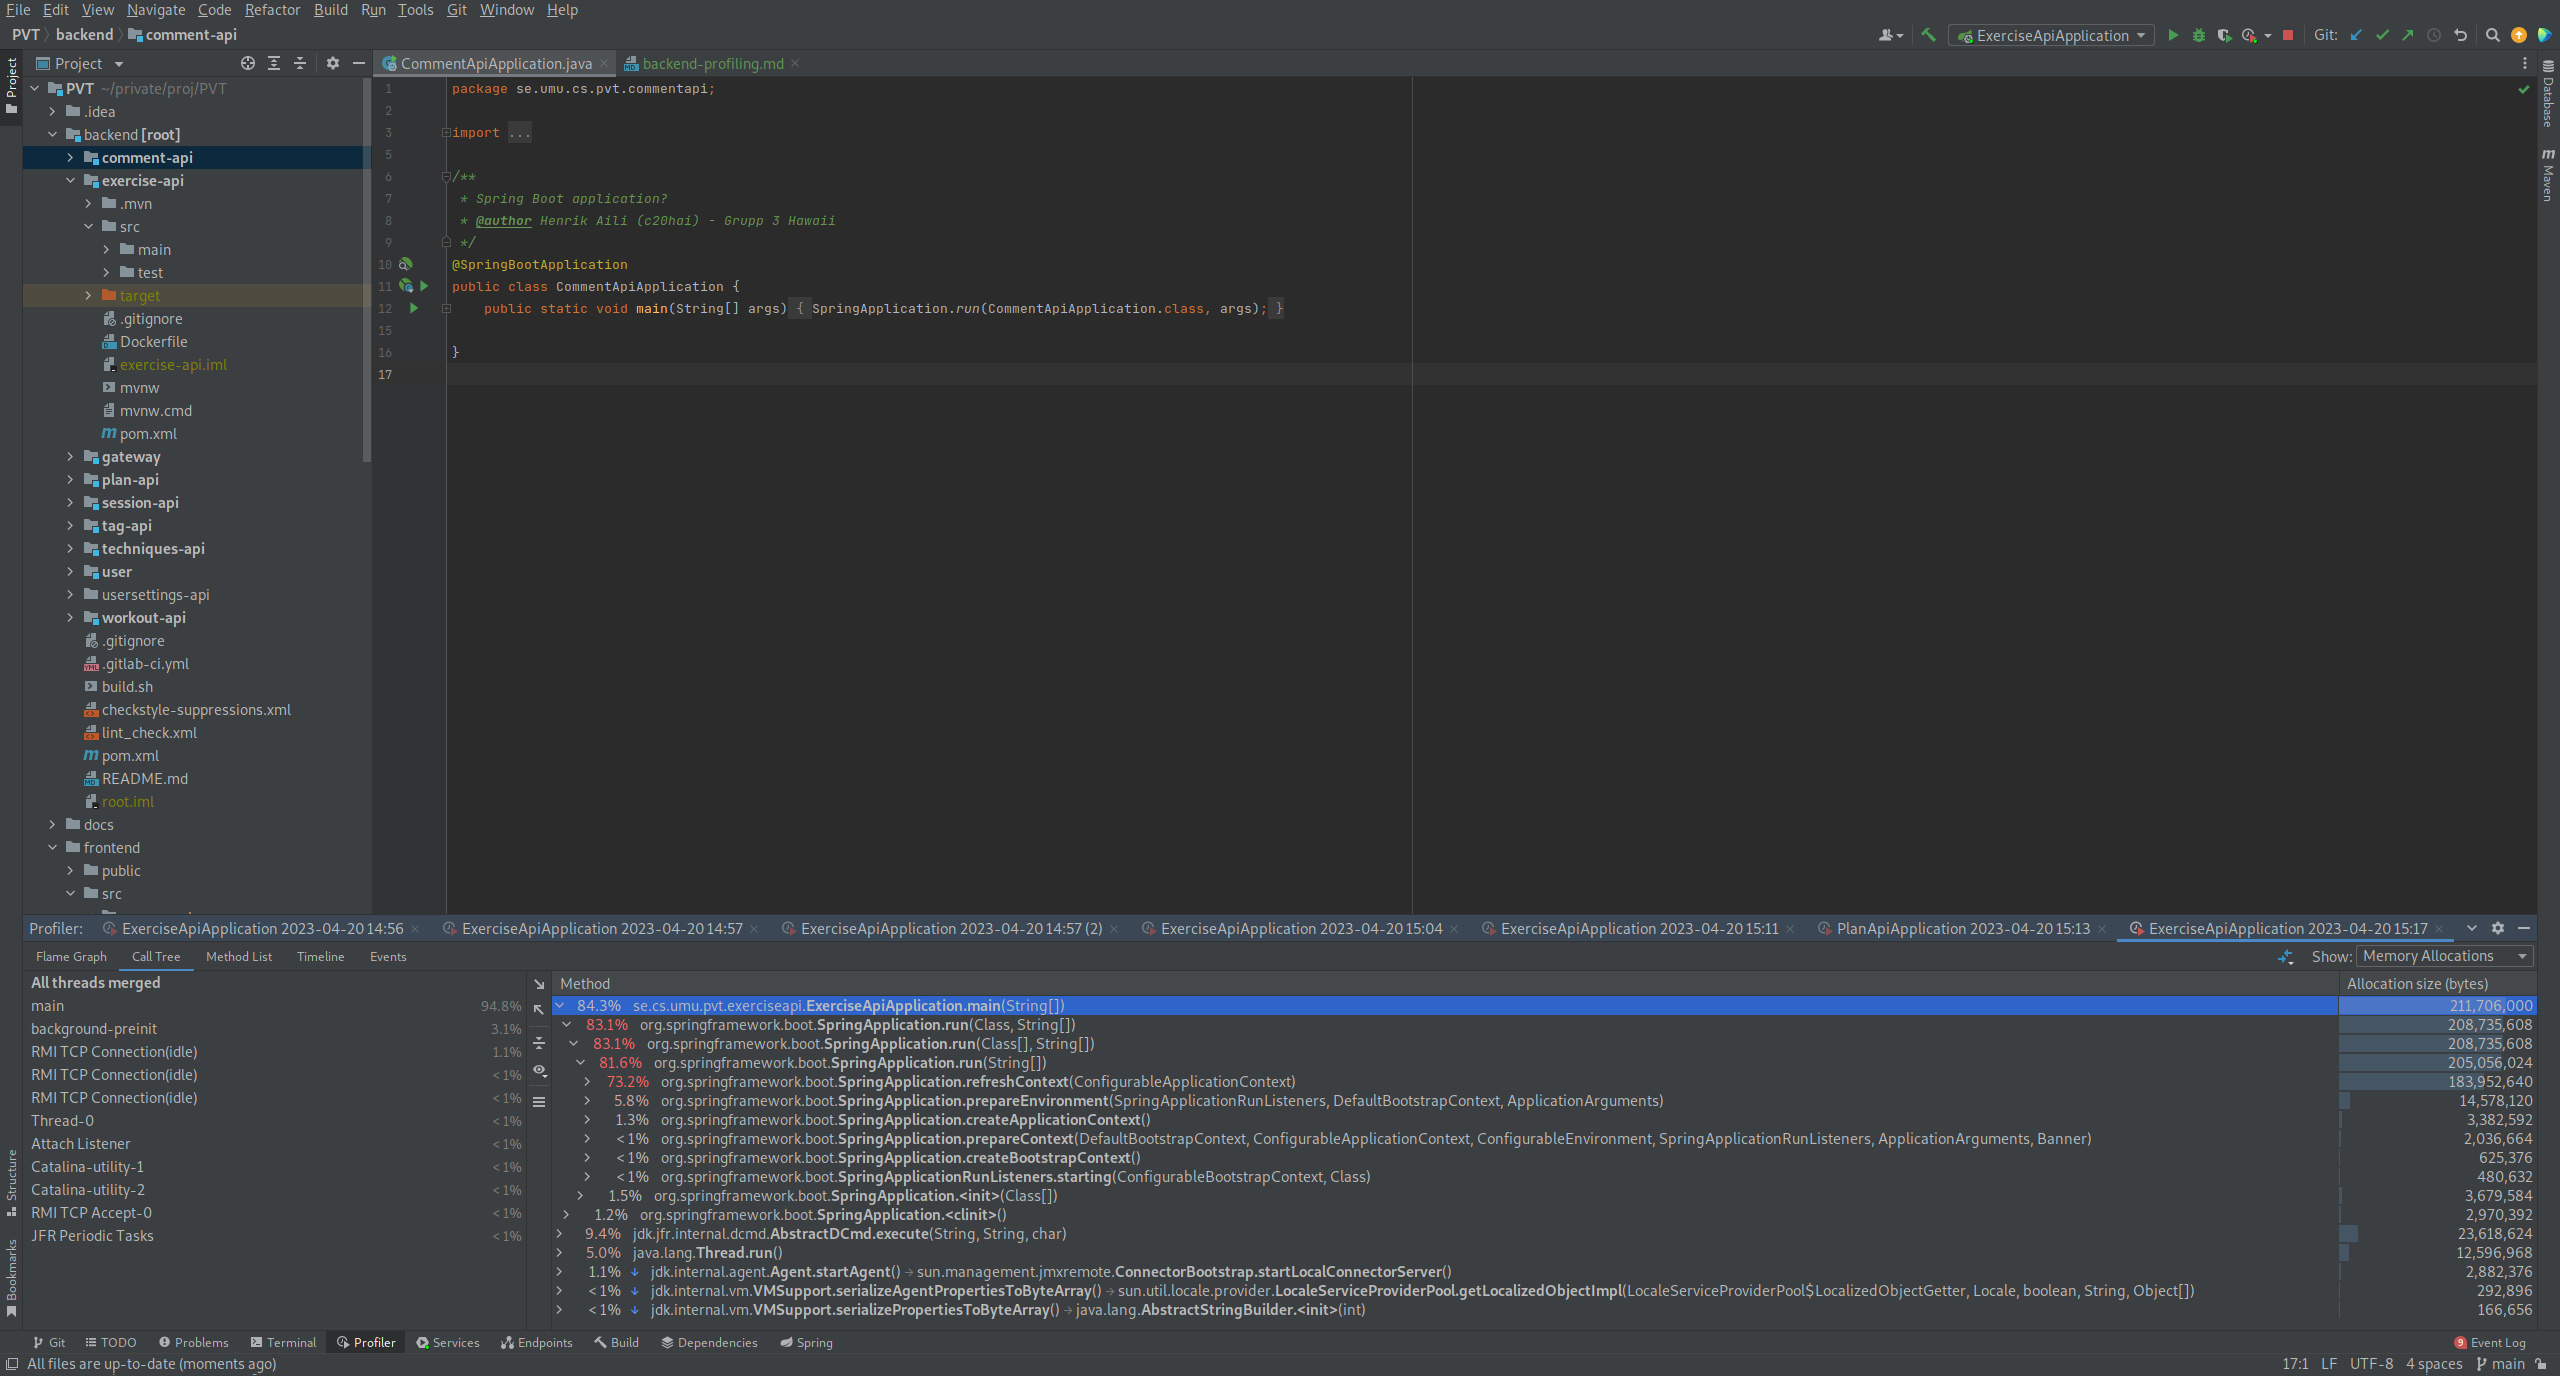 File Edit View Navigate Code Refactor Build Run Tools Git Window Help
PVT backend comment-api
ExerciseApiApplication
Git:
Project
CommentApiApplication.java
backend-profiling.md
Project
Structure
Bookmarks
Database
Maven
PVT ~/private/proj/PVT
.idea
backend [root]
comment-api
exercise-api
.mvn
src
main
test
target
.gitignore
Dockerfile
exercise-api.iml
mvnw
mvnw.cmd
pom.xml
gateway
plan-api
session-api
tag-api
techniques-api
user
usersettings-api
workout-api
.gitignore
.gitlab-ci.yml
build.sh
checkstyle-suppressions.xml
lint_check.xml
pom.xml
README.md
root.iml
docs
frontend
public
src
1 package se.umu.cs.pvt.commentapi;
2
3 import ...
5
6 /**
7 * Spring Boot application?
8 * @author Henrik Aili (c20hai) - Grupp 3 Hawaii
9 */
10 @SpringBootApplication
11 public class CommentApiApplication {
12 public static void main(String[] args) { SpringApplication.run(CommentApiApplication.class, args); }
15
16 }
17
Profiler: ExerciseApiApplication 2023-04-20 14:56 ExerciseApiApplication 2023-04-20 14:57 ExerciseApiApplication 2023-04-20 14:57 (2) ExerciseApiApplication 2023-04-20 15:04 ExerciseApiApplication 2023-04-20 15:11 PlanApiApplication 2023-04-20 15:13 ExerciseApiApplication 2023-04-20 15:17
Flame Graph Call Tree Method List Timeline Events Show: Memory Allocations
All threads merged
main 94.8%
background-preinit 3.1%
RMI TCP Connection(idle) 1.1%
RMI TCP Connection(idle) < 1%
RMI TCP Connection(idle) < 1%
Thread-0 < 1%
Attach Listener < 1%
Catalina-utility-1 < 1%
Catalina-utility-2 < 1%
RMI TCP Accept-0 < 1%
JFR Periodic Tasks < 1%
Method Allocation size (bytes)
84.3% se.cs.umu.pvt.exerciseapi.ExerciseApiApplication.main(String[]) 211,706,000
83.1% org.springframework.boot.SpringApplication.run(Class, String[]) 208,735,608
83.1% org.springframework.boot.SpringApplication.run(Class[], String[]) 208,735,608
81.6% org.springframework.boot.SpringApplication.run(String[]) 205,056,024
73.2% org.springframework.boot.SpringApplication.refreshContext(ConfigurableApplicationContext) 183,952,640
5.8% org.springframework.boot.SpringApplication.prepareEnvironment(SpringApplicationRunListeners, DefaultBootstrapContext, ApplicationArguments) 14,578,120
1.3% org.springframework.boot.SpringApplication.createApplicationContext() 3,382,592
< 1% org.springframework.boot.SpringApplication.prepareContext(DefaultBootstrapContext, ConfigurableApplicationContext, ConfigurableEnvironment, SpringApplicationRunListeners, ApplicationArguments, Banner) 2,036,664
< 1% org.springframework.boot.SpringApplication.createBootstrapContext() 625,376
< 1% org.springframework.boot.SpringApplicationRunListeners.starting(ConfigurableBootstrapContext, Class) 480,632
1.5% org.springframework.boot.SpringApplication.<init>(Class[]) 3,679,584
1.2% org.springframework.boot.SpringApplication.<clinit>() 2,970,392
9.4% jdk.jfr.internal.dcmd.AbstractDCmd.execute(String, String, char) 23,618,624
5.0% java.lang.Thread.run() 12,596,968
1.1% ↓ jdk.internal.agent.Agent.startAgent() → sun.management.jmxremote.ConnectorBootstrap.startLocalConnectorServer() 2,882,376
< 1% ↓ jdk.internal.vm.VMSupport.serializeAgentPropertiesToByteArray() → sun.util.locale.provider.LocaleServiceProviderPool.getLocalizedObjectImpl(LocaleServiceProviderPool$LocalizedObjectGetter, Locale, boolean, String, Object[]) 292,896
< 1% ↓ jdk.internal.vm.VMSupport.serializePropertiesToByteArray() → java.lang.AbstractStringBuilder.<init>(int) 166,656
Git TODO Problems Terminal Profiler Services Endpoints Build Dependencies Spring 9 Event Log
All files are up-to-date (moments ago) 17:1 LF UTF-8 4 spaces main